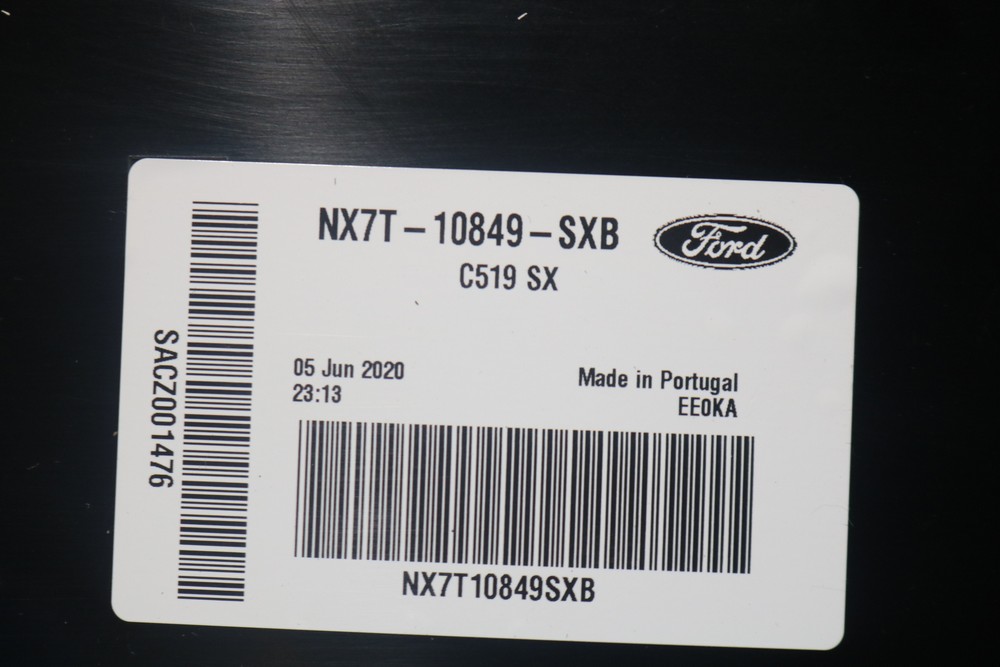 NX7T-10849-SXB
Ford
C519 SX
05 Jun 2020
23:13
Made in Portugal
EE0KA
SACZ001476
NX7T10849SXB